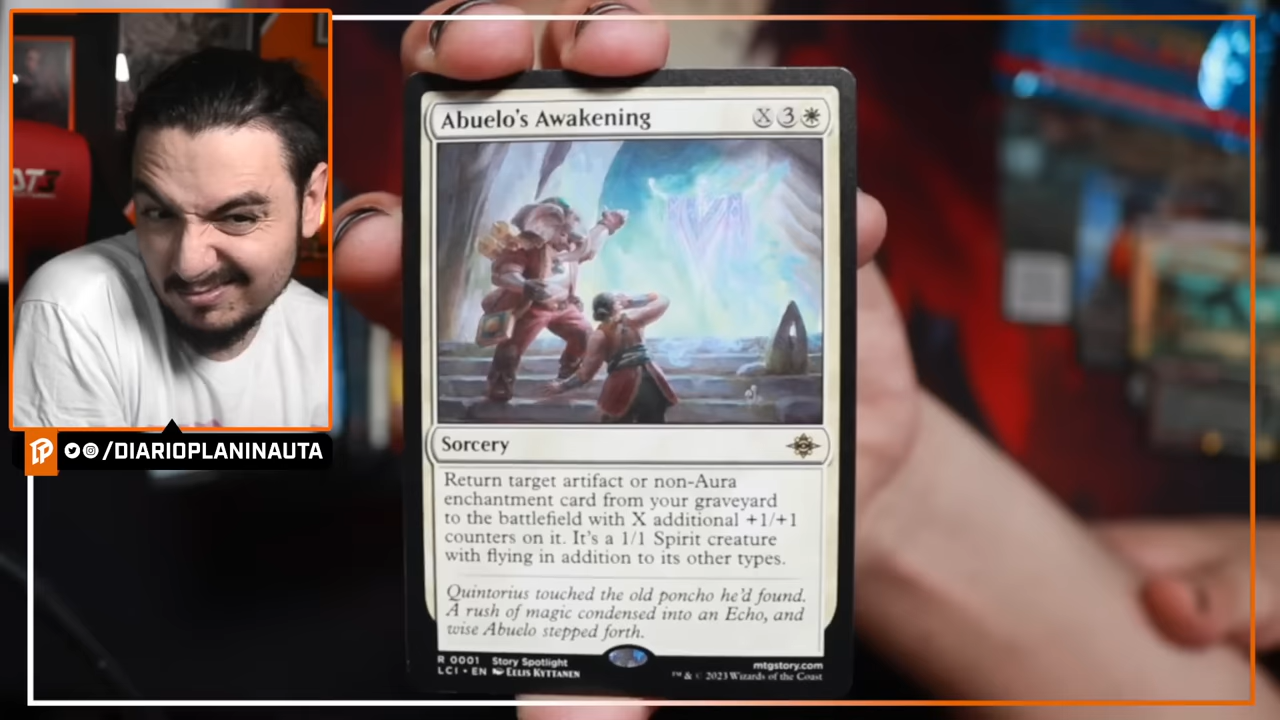 Abuelo's Awakening X 3
Sorcery
Return target artifact or non-Aura
enchantment card from your graveyard
to the battlefield with X additional +1/+1
counters on it. It's a 1/1 Spirit creature
with flying in addition to its other types.
Quintorius touched the old poncho he'd found.
A rush of magic condensed into an Echo, and
wise Abuelo stepped forth.
R 0001 Story Spotlight mtgstory.com
LCI • EN EELIS KYTTANEN ™ & © 2023 Wizards of the Coast
/DIARIOPLANINAUTA